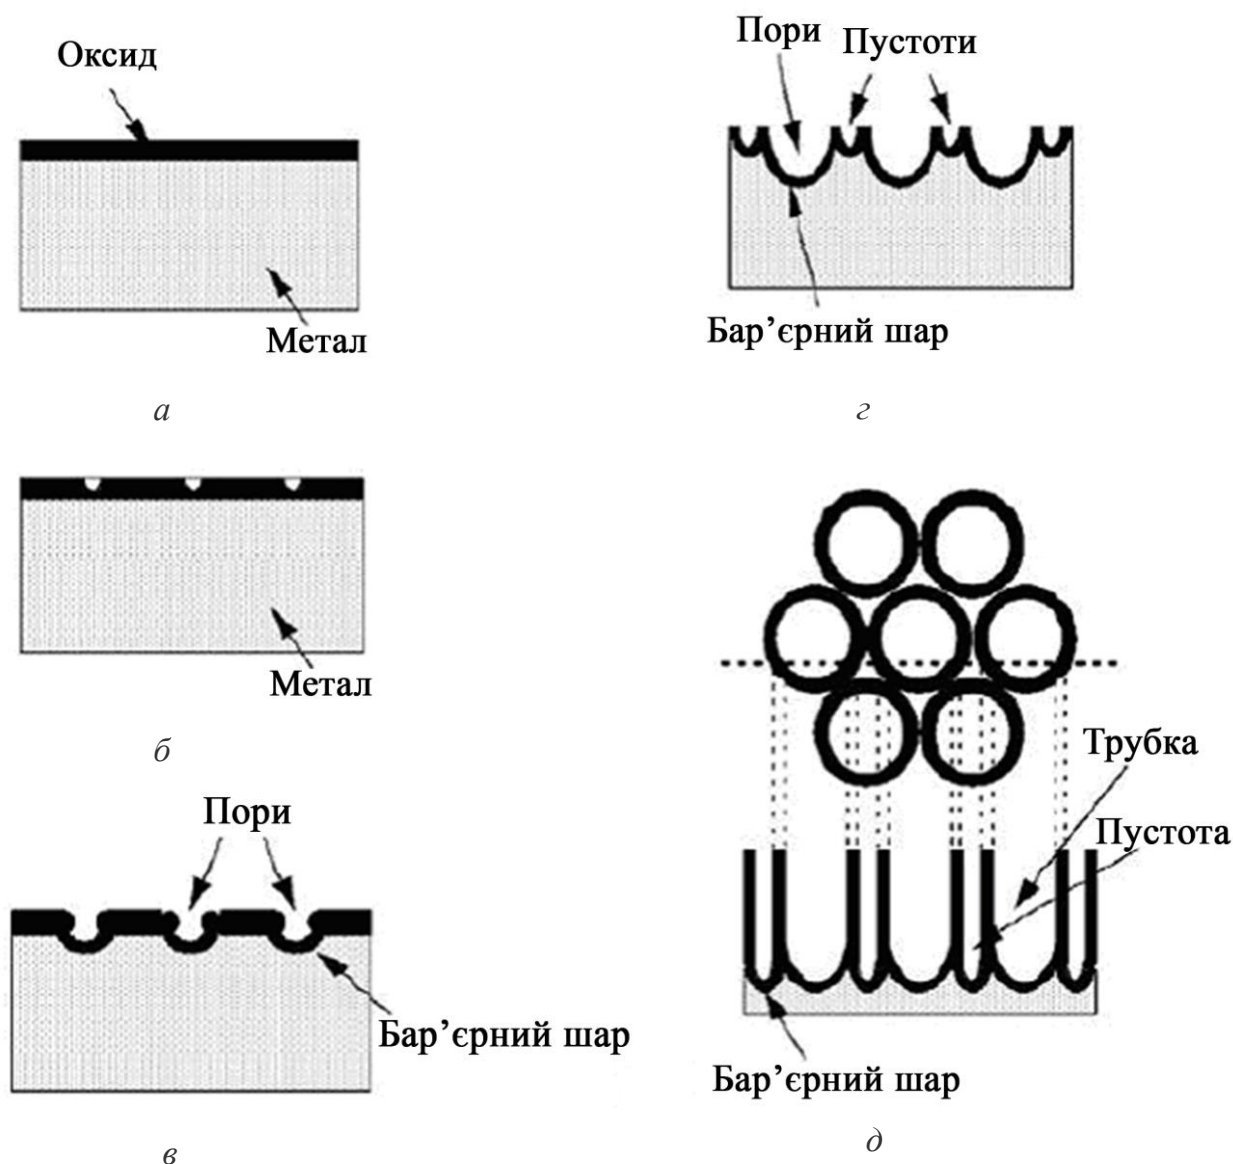 Оксид
Метал
а
Метал
б
Пори
Бар’єрний шар
в
Пори
Пустоти
Бар’єрний шар
г
Трубка
Пустота
Бар’єрний шар
д